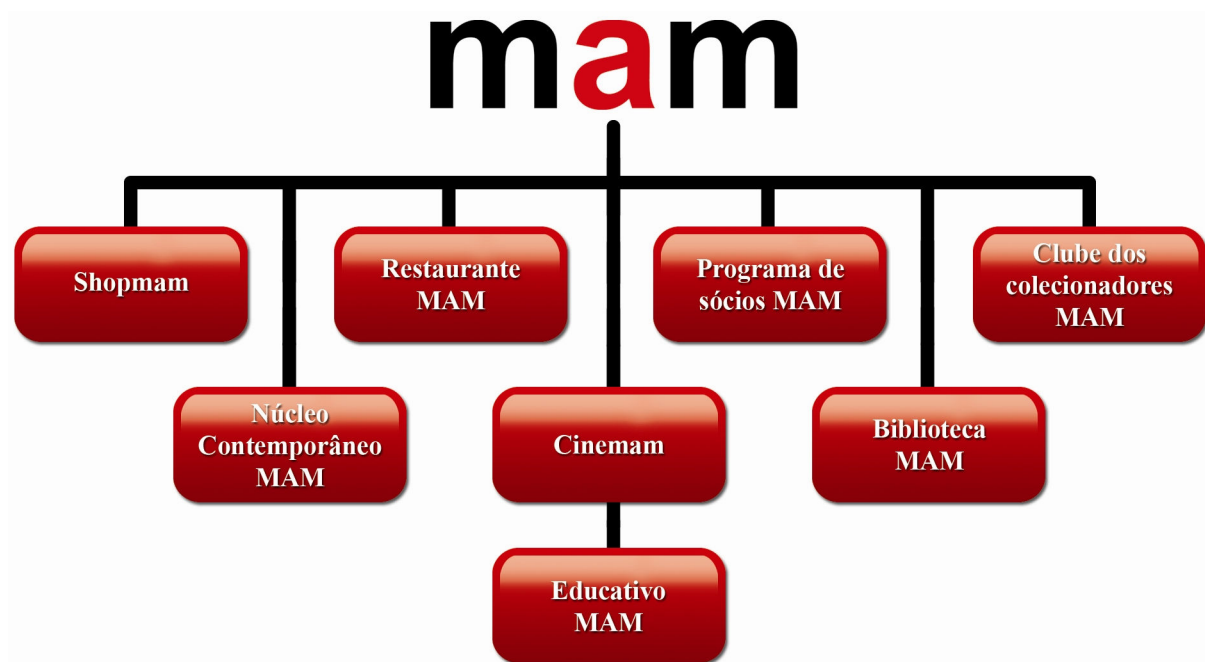 mam
Shopmam
Restaurante
MAM
Programa de
sócios MAM
Clube dos
colecionadores
MAM
Núcleo
Contemporâneo
MAM
Cinemam
Biblioteca
MAM
Educativo
MAM